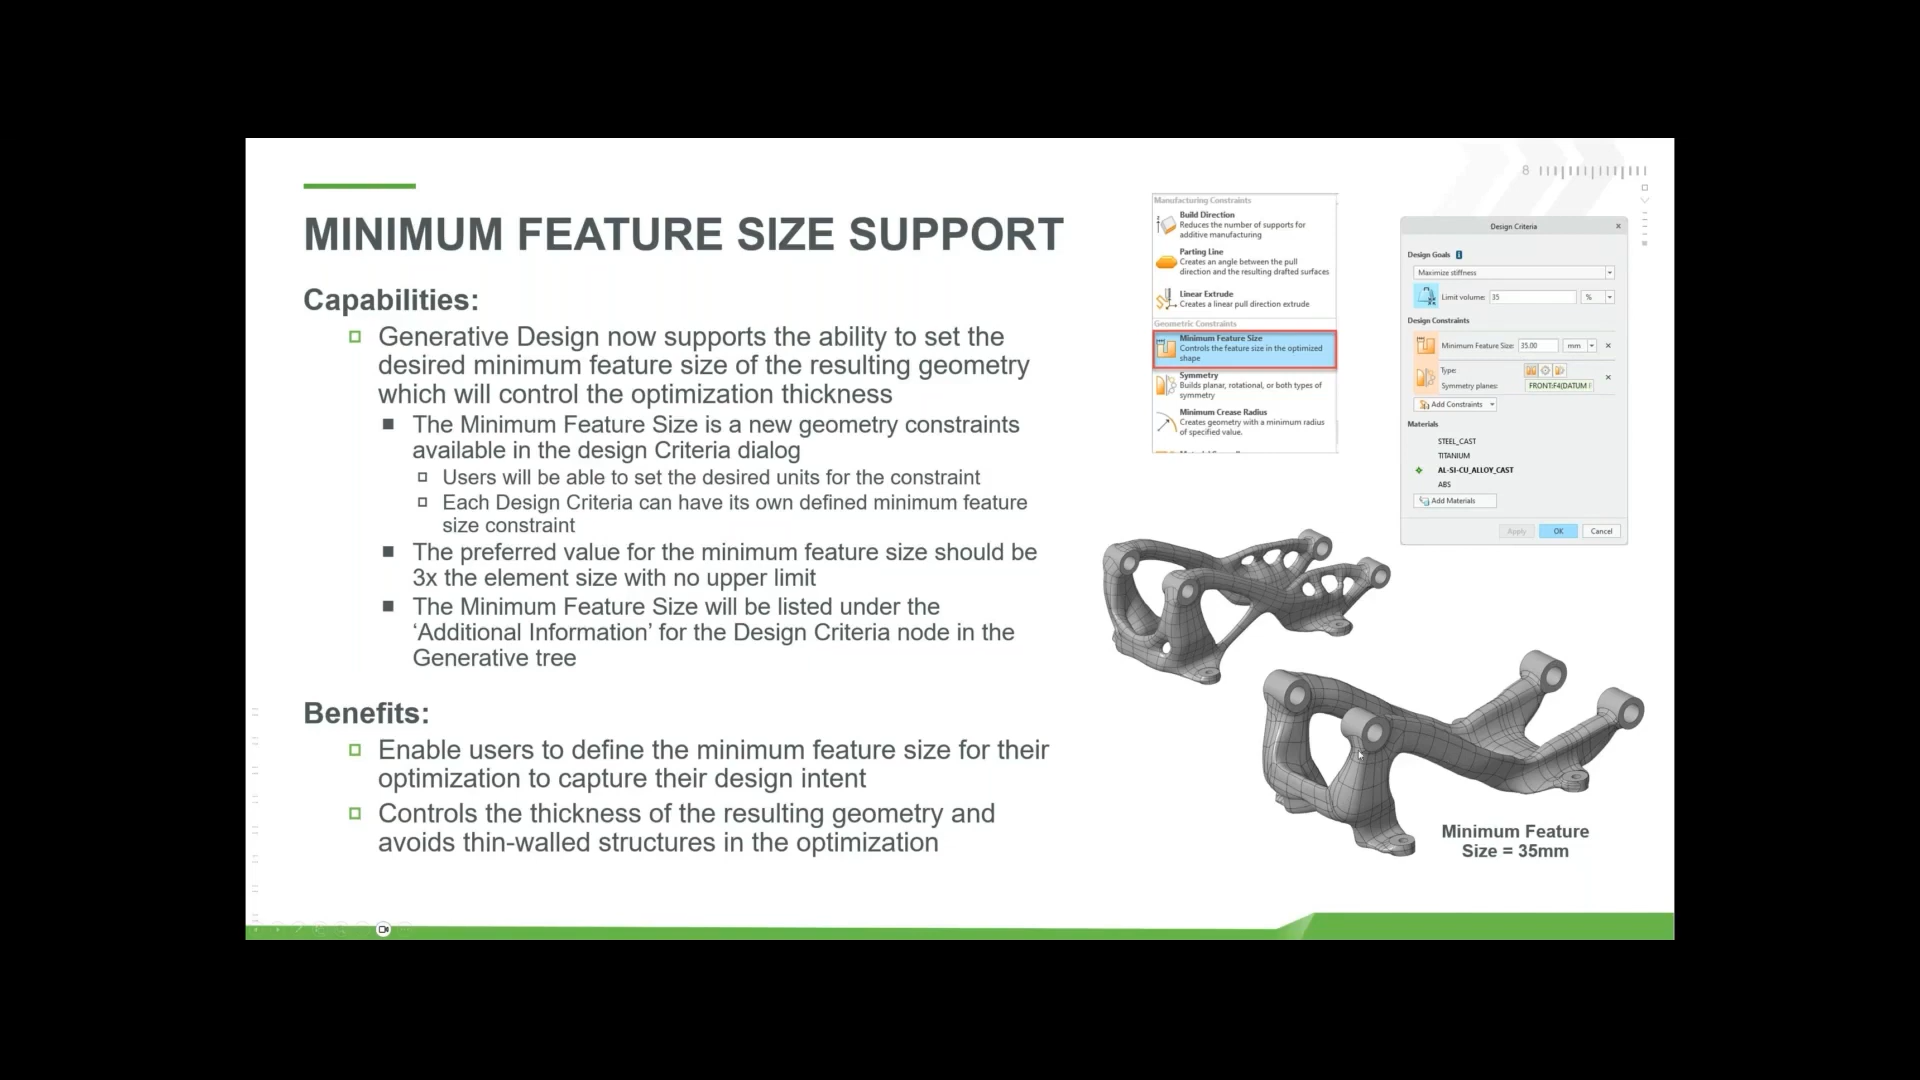 8
MINIMUM FEATURE SIZE SUPPORT
Capabilities:
Generative Design now supports the ability to set the
desired minimum feature size of the resulting geometry
which will control the optimization thickness
The Minimum Feature Size is a new geometry constraints
available in the design Criteria dialog
Users will be able to set the desired units for the constraint
Each Design Criteria can have its own defined minimum feature
size constraint
The preferred value for the minimum feature size should be
3x the element size with no upper limit
The Minimum Feature Size will be listed under the
‘Additional Information’ for the Design Criteria node in the
Generative tree
Benefits:
Enable users to define the minimum feature size for their
optimization to capture their design intent
Controls the thickness of the resulting geometry and
avoids thin-walled structures in the optimization
Manufacturing Constraints
Build Direction
Reduces the number of supports for
additive manufacturing
Parting Line
Creates an angle between the pull
direction and the resulting drafted surfaces
Linear Extrude
Creates a linear pull direction extrude
Geometric Constraints
Minimum Feature Size
Controls the feature size in the optimized
shape
Symmetry
Builds planar, rotational, or both types of
symmetry
Minimum Crease Radius
Creates geometry with a minimum radius
of specified value.
Design Criteria
Design Goals
Maximize stiffness
Limit volume: 35 %
Design Constraints
Minimum Feature Size: 35.00 mm
Type:
Symmetry planes: FRONT:F4(DATUM
Add Constraints
Materials
STEEL_CAST
TITANIUM
AL-SI-CU_ALLOY_CAST
ABS
Add Materials
Apply OK Cancel
Minimum Feature
Size = 35mm